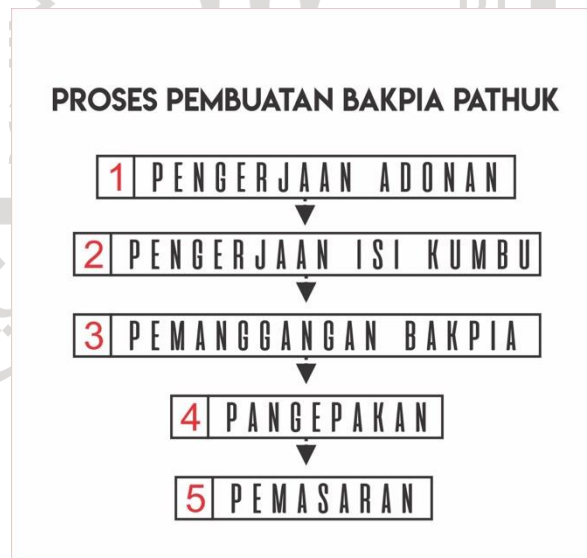 PROSES PEMBUATAN BAKPIA PATHUK
1 PENGERJAAN ADONAN
2 PENGERJAAN ISI KUMBU
3 PEMANGGANGAN BAKPIA
4 PANGEPAKAN
5 PEMASARAN